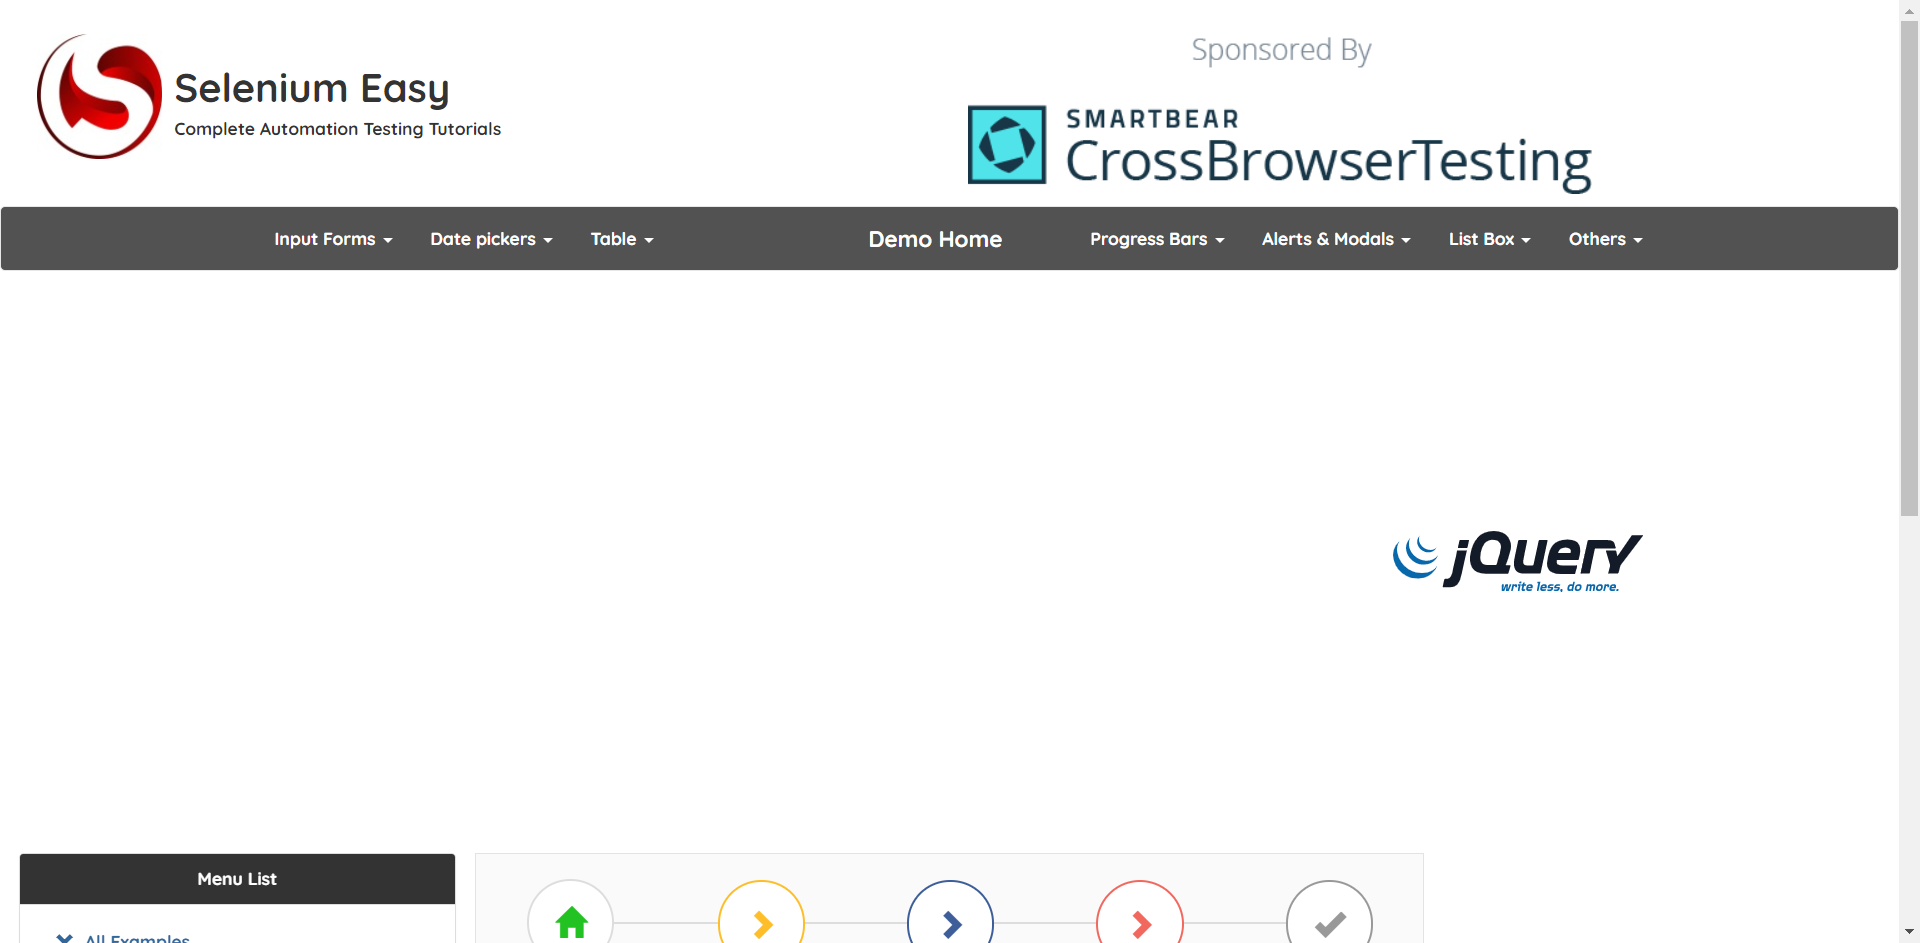 Selenium Easy
Complete Automation Testing Tutorials
Sponsored By
SMARTBEAR
CrossBrowserTesting
Input Forms
Date pickers
Table
Demo Home
Progress Bars
Alerts & Modals
List Box
Others
jQuery
write less, do more.
Menu List
All Examples